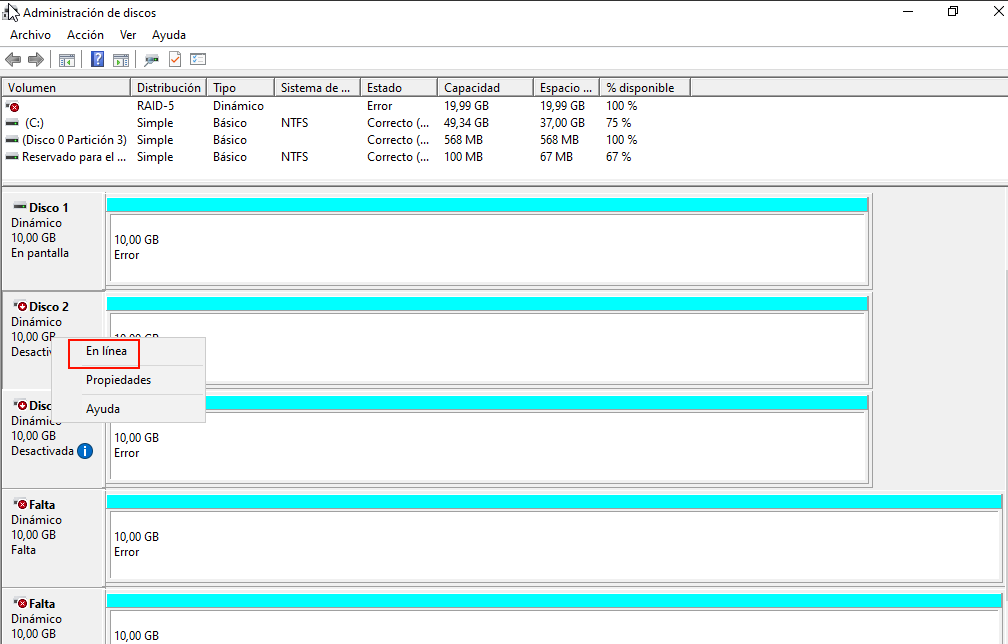 Administración de discos
Archivo Acción Ver Ayuda
Volumen Distribución Tipo Sistema de ... Estado Capacidad Espacio ... % disponible
RAID-5 Dinámico Error 19,99 GB 19,99 GB 100 %
(C:) Simple Básico NTFS Correcto (... 49,34 GB 37,00 GB 75 %
(Disco 0 Partición 3) Simple Básico Correcto (... 568 MB 568 MB 100 %
Reservado para el ... Simple Básico NTFS Correcto (... 100 MB 67 MB 67 %
Disco 1
Dinámico
10,00 GB
En pantalla
10,00 GB
Error
Disco 2
Dinámico
10,00 GB
Desactiv
10,00 GB
En línea
Propiedades
Ayuda
Disc
Dinámico
10,00 GB
Desactivada
10,00 GB
Error
Falta
Dinámico
10,00 GB
Falta
10,00 GB
Error
Falta
Dinámico
10,00 GB
10,00 GB